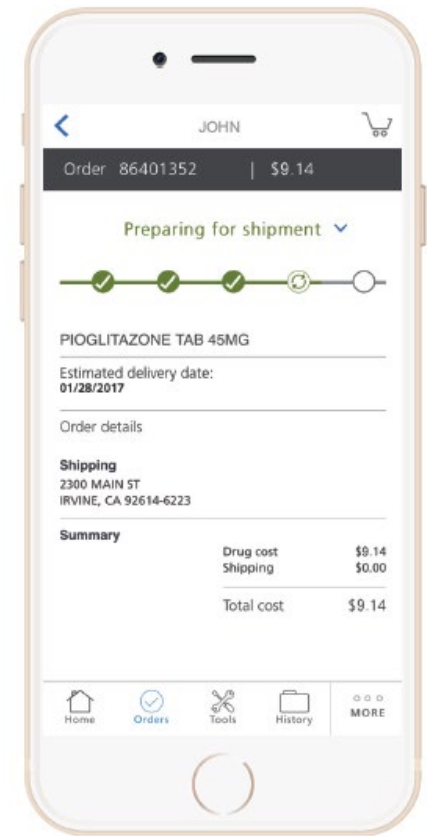 JOHN
Order 86401352 | $9.14
Preparing for shipment
PIOGLITAZONE TAB 45MG
Estimated delivery date:
01/28/2017
Order details
Shipping
2300 MAIN ST
IRVINE, CA 92614-6223
Summary
Drug cost $9.14
Shipping $0.00
Total cost $9.14
Home Orders Tools History MORE